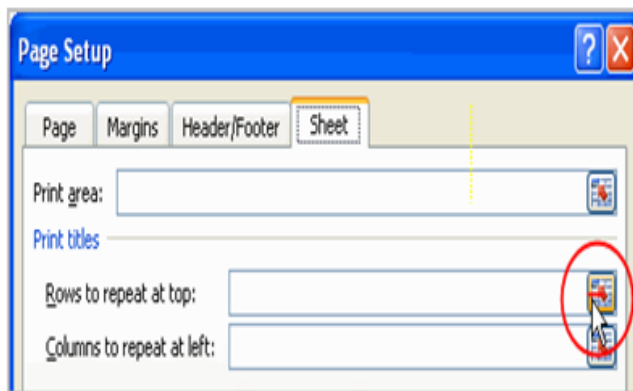 Page Setup
Page Margins Header/Footer Sheet
Print area:
Print titles
Rows to repeat at top:
Columns to repeat at left: